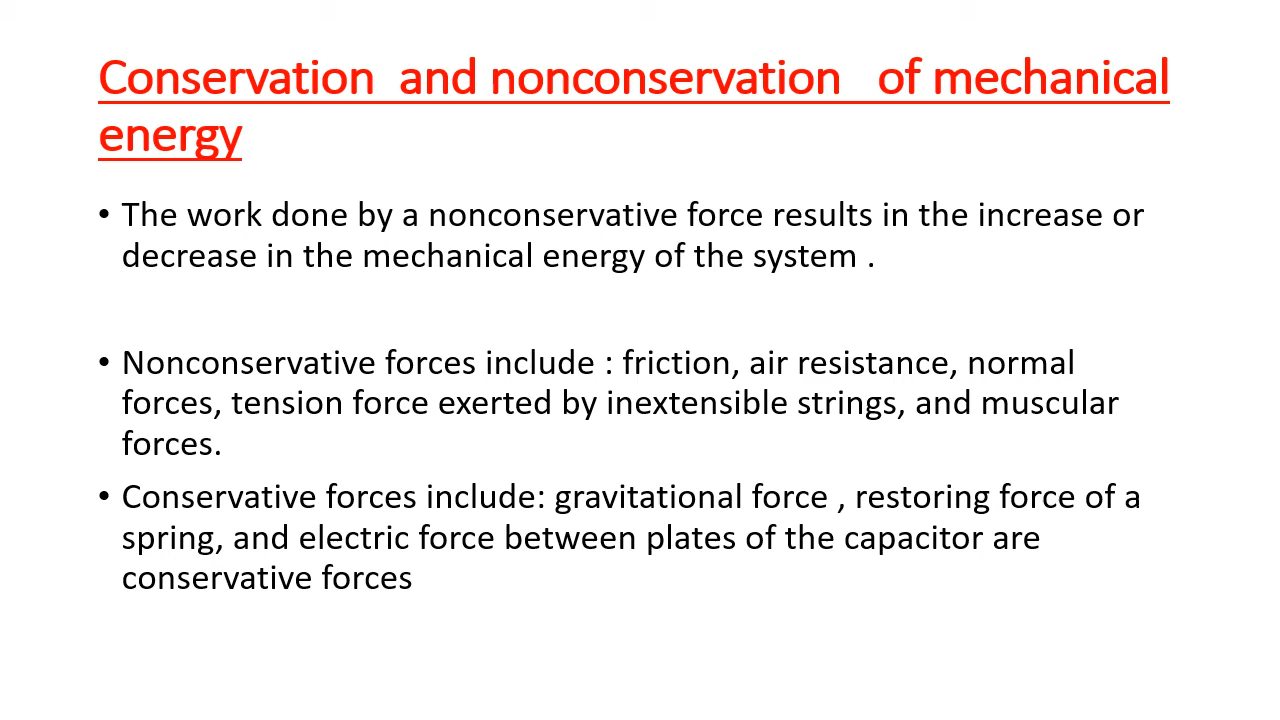 Conservation  and nonconservation   of mechanical
energy
• The work done by a nonconservative force results in the increase or
decrease in the mechanical energy of the system .
• Nonconservative forces include : friction, air resistance, normal
forces, tension force exerted by inextensible strings, and muscular
forces.
• Conservative forces include: gravitational force , restoring force of a
spring, and electric force between plates of the capacitor are
conservative forces